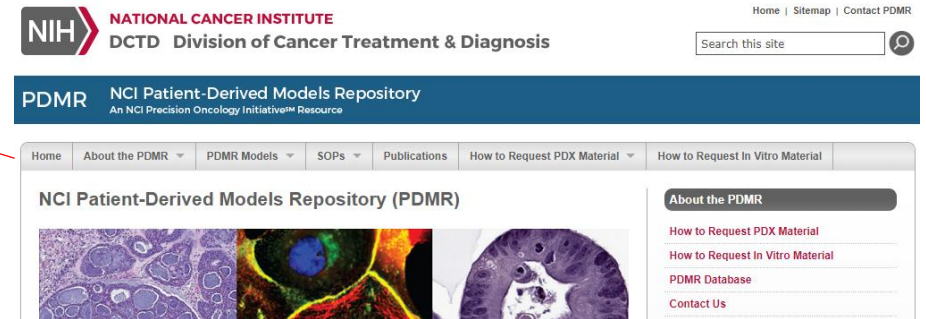 Home | Sitemap | Contact PDMR
NIH
NATIONAL CANCER INSTITUTE
DCTD Division of Cancer Treatment & Diagnosis
Search this site
PDMR
NCI Patient-Derived Models Repository
An NCI Precision Oncology Initiative℠ Resource
Home About the PDMR PDMR Models SOPs Publications How to Request PDX Material How to Request In Vitro Material
NCI Patient-Derived Models Repository (PDMR)
About the PDMR
How to Request PDX Material
How to Request In Vitro Material
PDMR Database
Contact Us